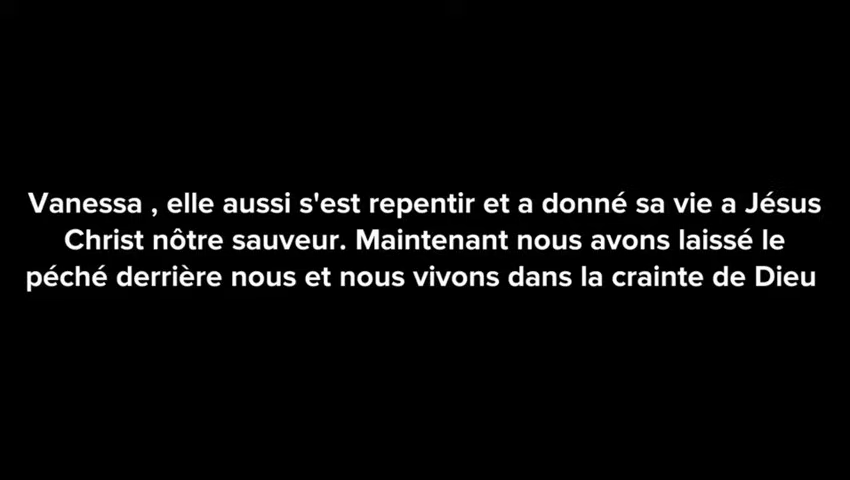 Vanessa , elle aussi s'est repentir et a donné sa vie a Jésus
Christ nôtre sauveur. Maintenant nous avons laissé le
péché derrière nous et nous vivons dans la crainte de Dieu